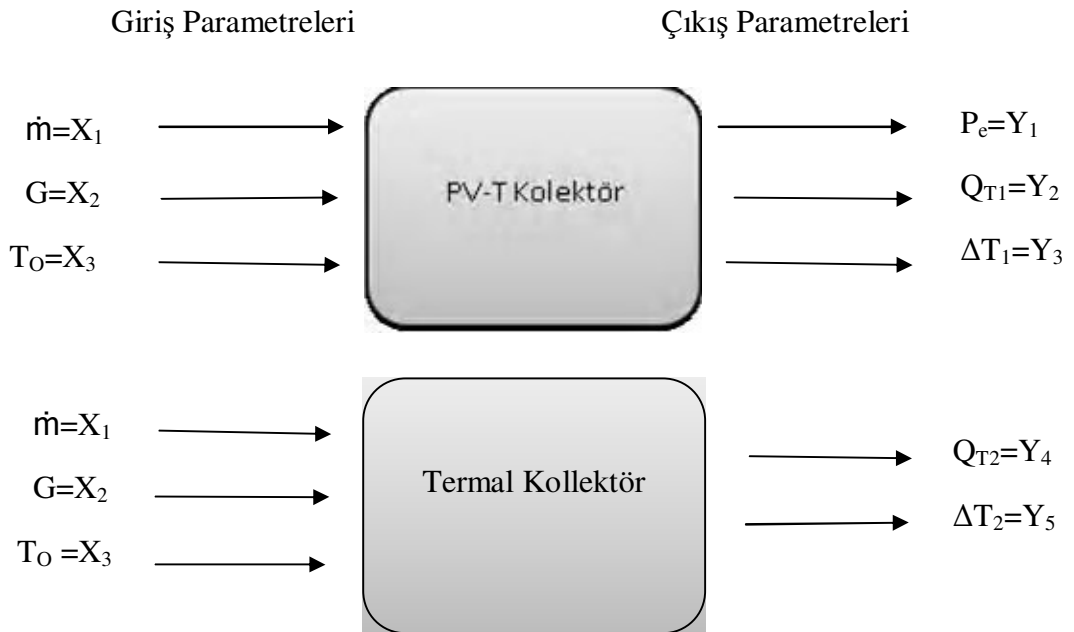 Giriş Parametreleri
Çıkış Parametreleri
ṁ=X₁
G=X₂
T_O=X₃
PV-T Kolektör
Pₑ=Y₁
Q_T1=Y₂
ΔT₁=Y₃
ṁ=X₁
G=X₂
T_O =X₃
Termal Kollektör
Q_T2=Y₄
ΔT₂=Y₅